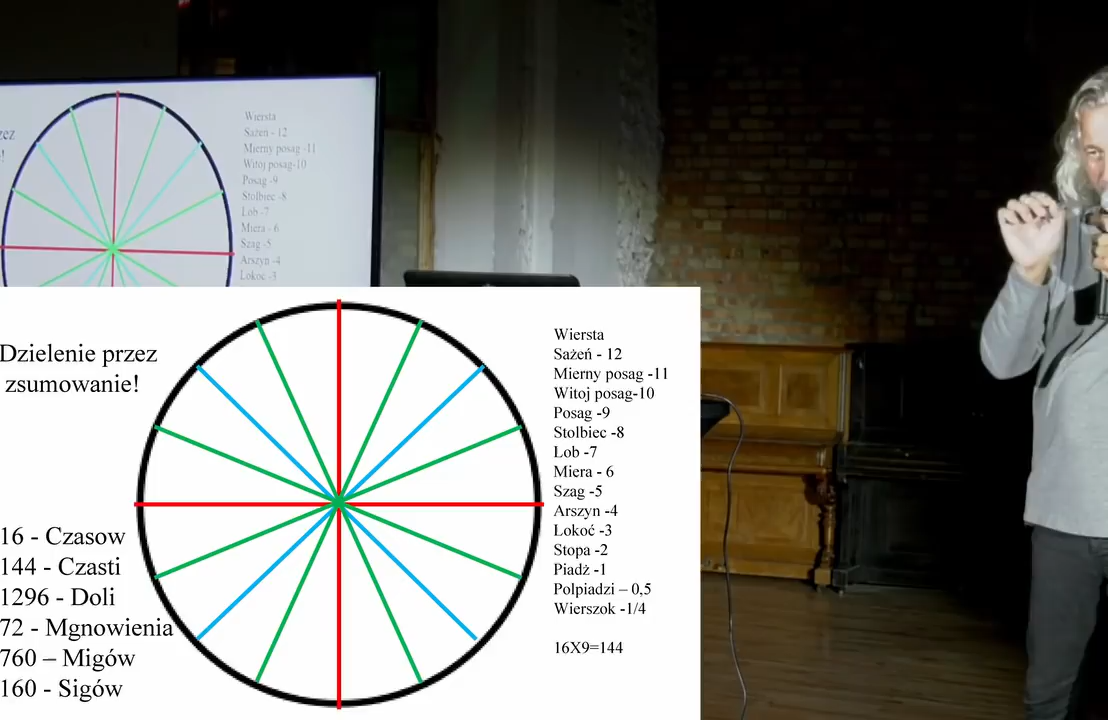 zez
!
Wiersta
Sażeń - 12
Mierny posag -11
Witoj posag-10
Posag -9
Stolbiec -8
Lob -7
Miera - 6
Szag -5
Arszyn -4
Lokoć -3
Dzielenie przez
zsumowanie!
16 - Czasow
144 - Czasti
1296 - Doli
72 - Mgnowienia
760 – Migów
160 - Sigów
Wiersta
Sażeń - 12
Mierny posag -11
Witoj posag-10
Posag -9
Stolbiec -8
Lob -7
Miera - 6
Szag -5
Arszyn -4
Lokoć -3
Stopa -2
Piadż -1
Polpiadzi – 0,5
Wierszok -1/4
16X9=144